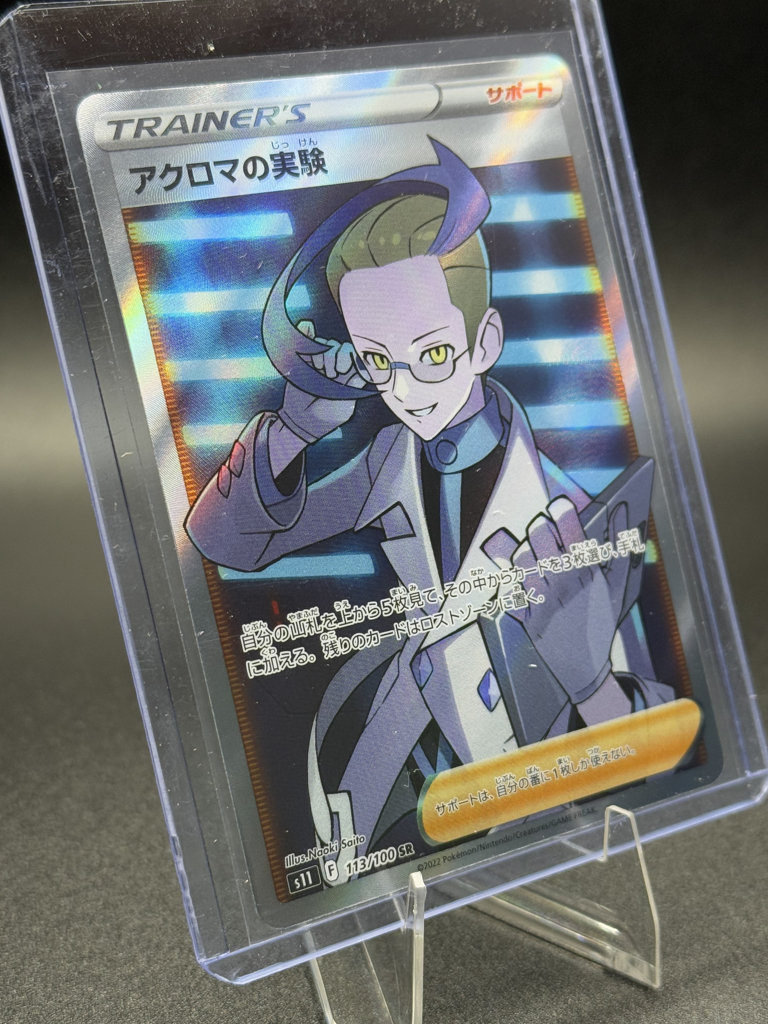 TRAINER'S
サポート
じっ けん
アクロマの実験
じぶん やまふだ うえ まい み なか まいえら てふだ
自分の山札を上から5枚見て、その中からカードを3枚選び、手札
くわ のこ お
に加える。残りのカードはロストゾーンに置く。
じぶん ばん まい つか
サポートは、自分の番に1枚しか使えない。
Illus. Naoki Saito
s11 F 113/100 SR
©2022 Pokémon/Nintendo/Creatures/GAME FREAK.